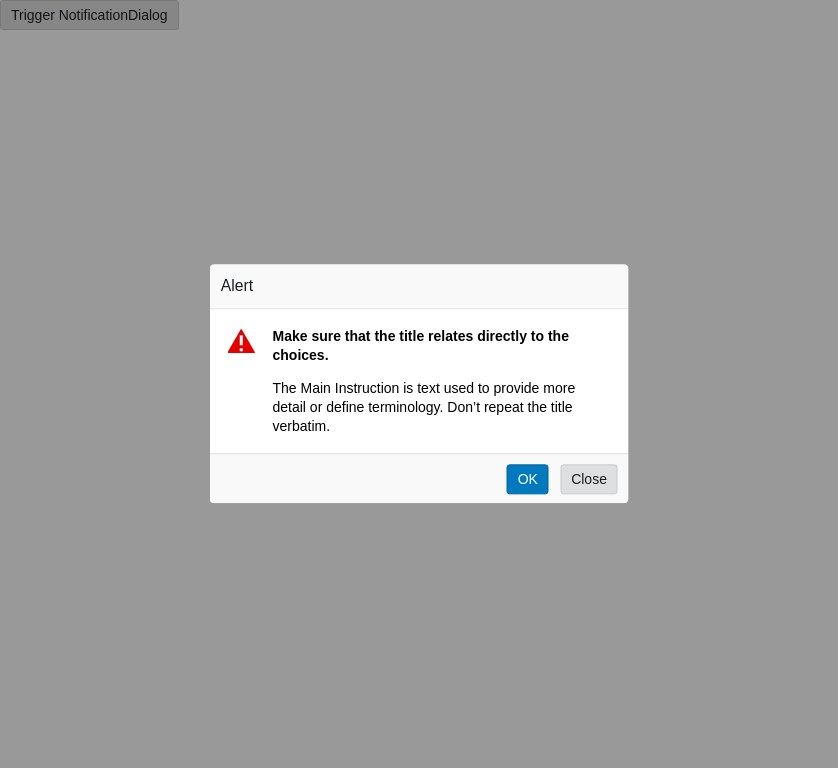 Trigger NotificationDialog
Alert
Make sure that the title relates directly to the
choices.
The Main Instruction is text used to provide more
detail or define terminology. Don’t repeat the title
verbatim.
OK
Close